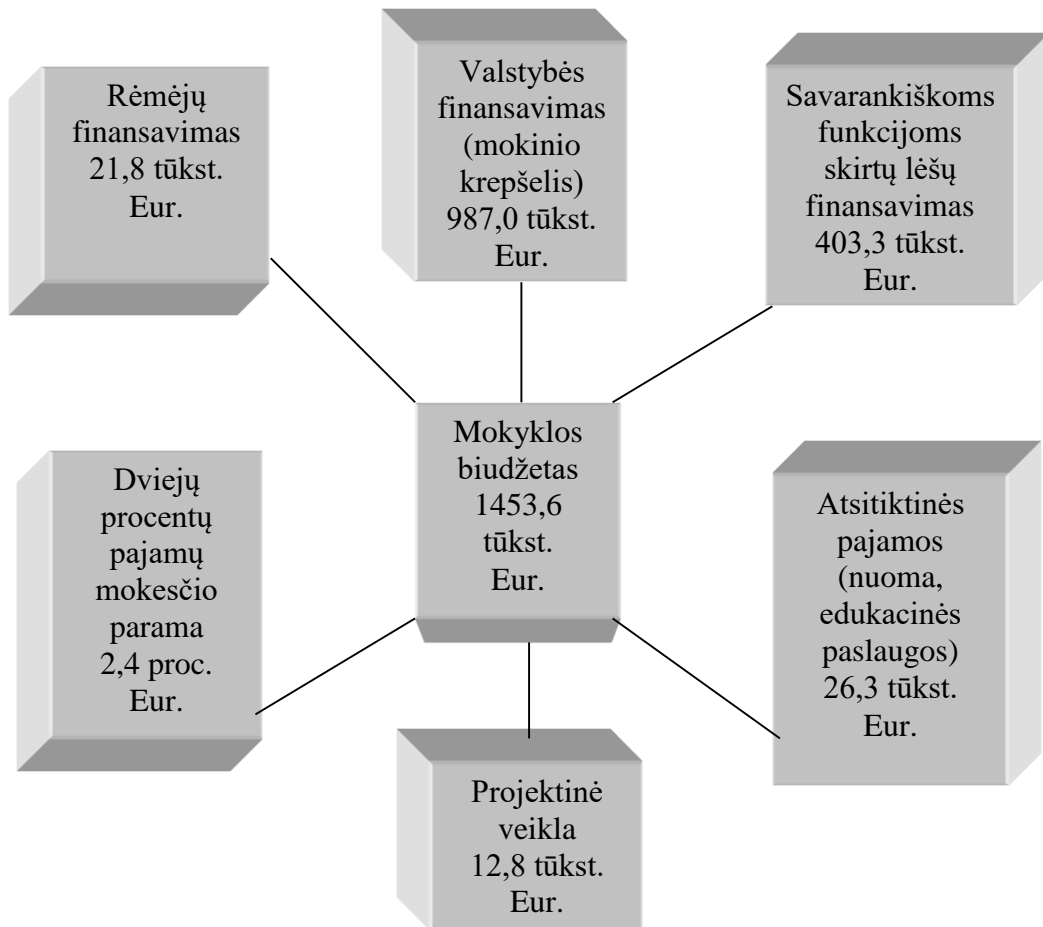 Rėmėjų
finansavimas
21,8 tūkst.
Eur.
Valstybės
finansavimas
(mokinio
krepšelis)
987,0 tūkst.
Eur.
Savarankiškoms
funkcijoms
skirtų lėšų
finansavimas
403,3 tūkst.
Eur.
Mokyklos
biudžetas
1453,6
tūkst.
Eur.
Dviejų
procentų
pajamų
mokesčio
parama
2,4 proc.
Eur.
Projektinė
veikla
12,8 tūkst.
Eur.
Atsitiktinės
pajamos
(nuoma,
edukacinės
paslaugos)
26,3 tūkst.
Eur.